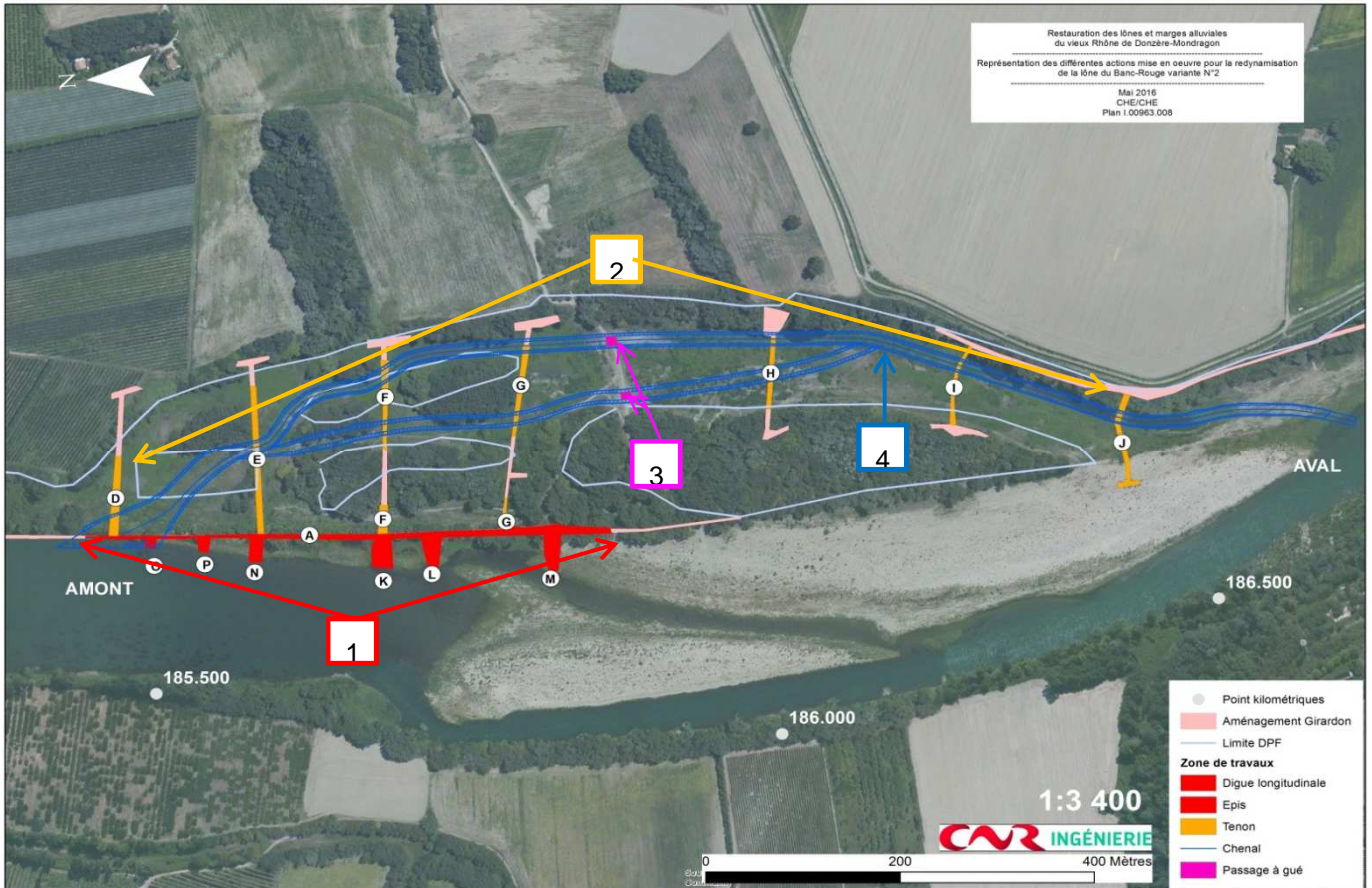 Restauration des lônes et marges alluviales
du vieux Rhône de Donzère-Mondragon
Représentation des différentes actions mise en oeuvre pour la redynamisation
de la lône du Banc-Rouge variante N°2
Mai 2016
CHE/CHE
Plan I.00963.008
N
2
F
G
H
I
E
F
3
4
J
D
AVAL
F
G
A
O
P
N
K
L
M
AMONT
186.500
1
185.500
186.000
Point kilométriques
Aménagement Girardon
Limite DPF
Zone de travaux
Digue longitudinale
Epis
Tenon
Chenal
Passage à gué
1:3 400
CNR INGÉNIERIE
0 200 400 Mètres